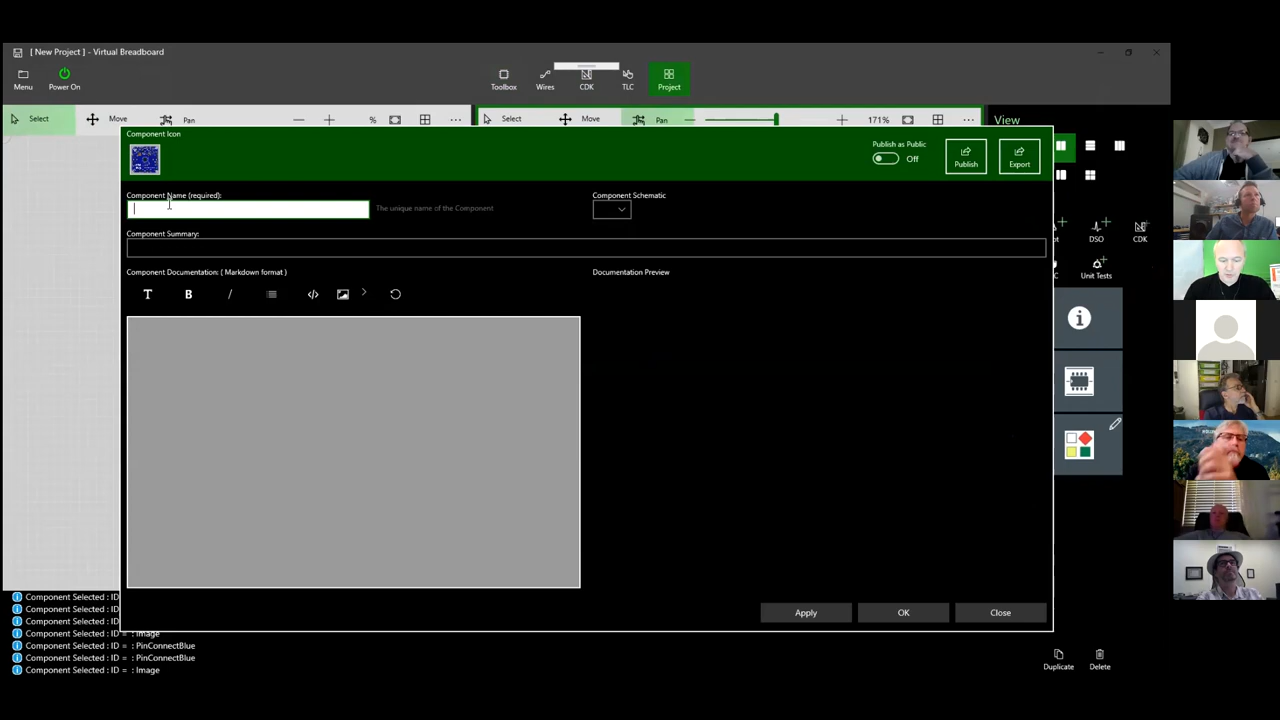 [ New Project ] - Virtual Breadboard
Menu
Power On
Toolbox
Wires
CDK
TLC
Project
Select
Move
Pan
%
Select
Move
Pan
171%
View
Component Icon
Publish as Public
Off
Publish
Export
Component Name (required):
The unique name of the Component
Component Schematic
Component Summary:
Component Documentation: ( Markdown format )
Documentation Preview
T
B
/
DSO
CDK
Unit Tests
Apply
OK
Close
Component Selected : ID
Component Selected : ID
Component Selected : ID
Component Selected : ID = : Image
Component Selected : ID = : PinConnectBlue
Component Selected : ID = : PinConnectBlue
Component Selected : ID = : Image
Duplicate
Delete